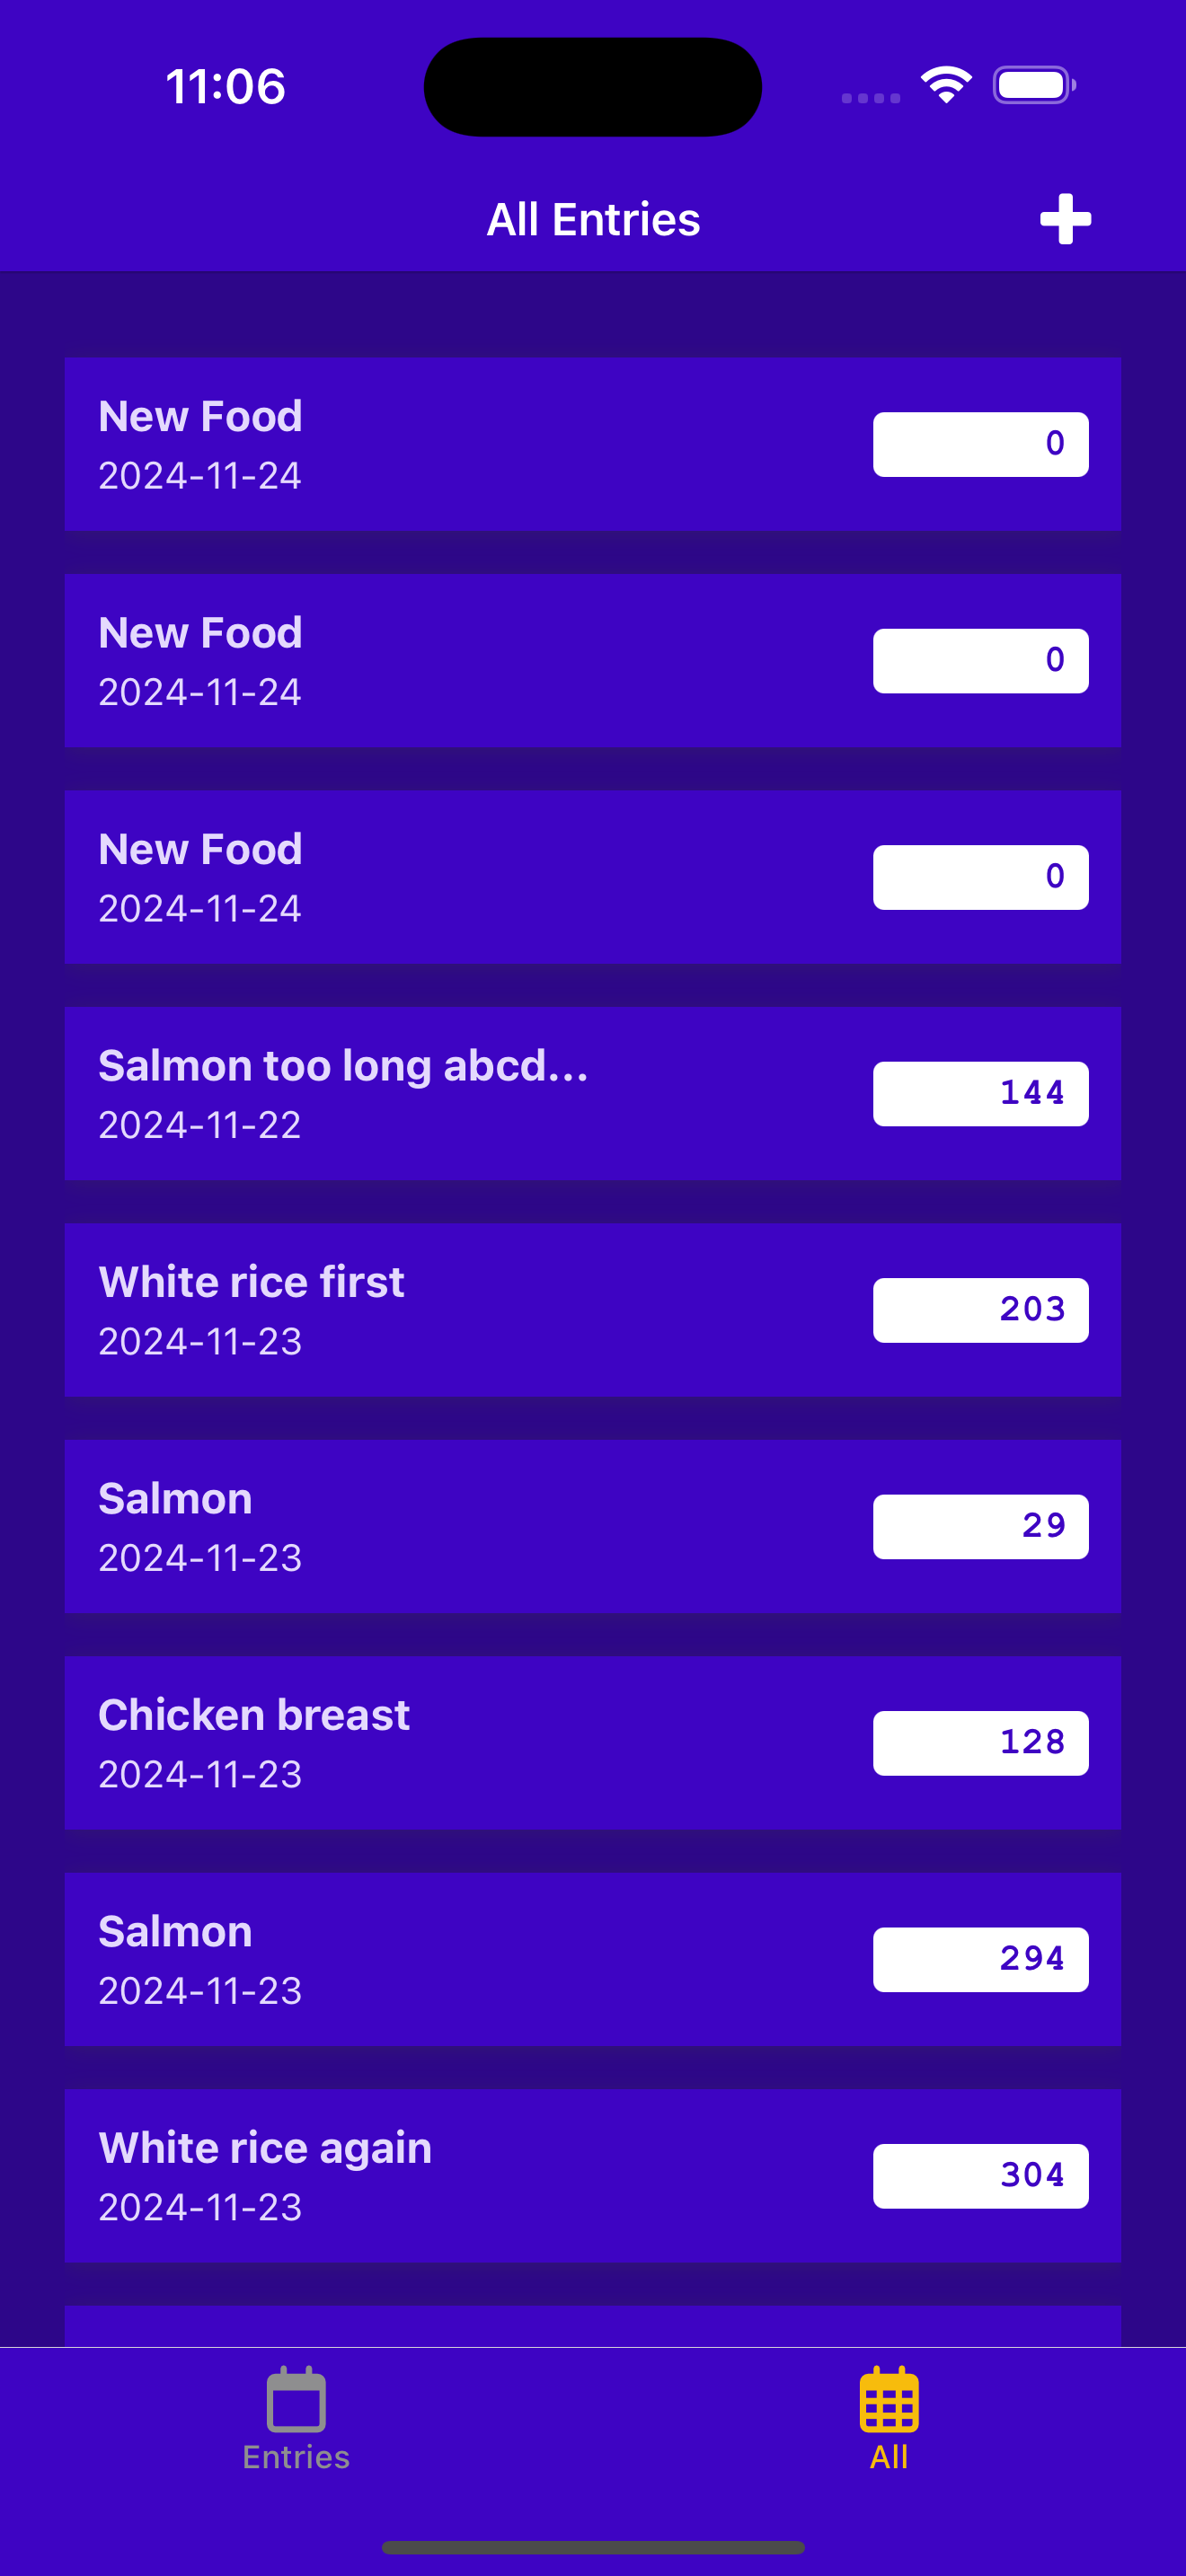 11:06
All Entries
New Food
2024-11-24
0
New Food
2024-11-24
0
New Food
2024-11-24
0
Salmon too long abcd...
2024-11-22
144
White rice first
2024-11-23
203
Salmon
2024-11-23
29
Chicken breast
2024-11-23
128
Salmon
2024-11-23
294
White rice again
2024-11-23
304
Entries
All